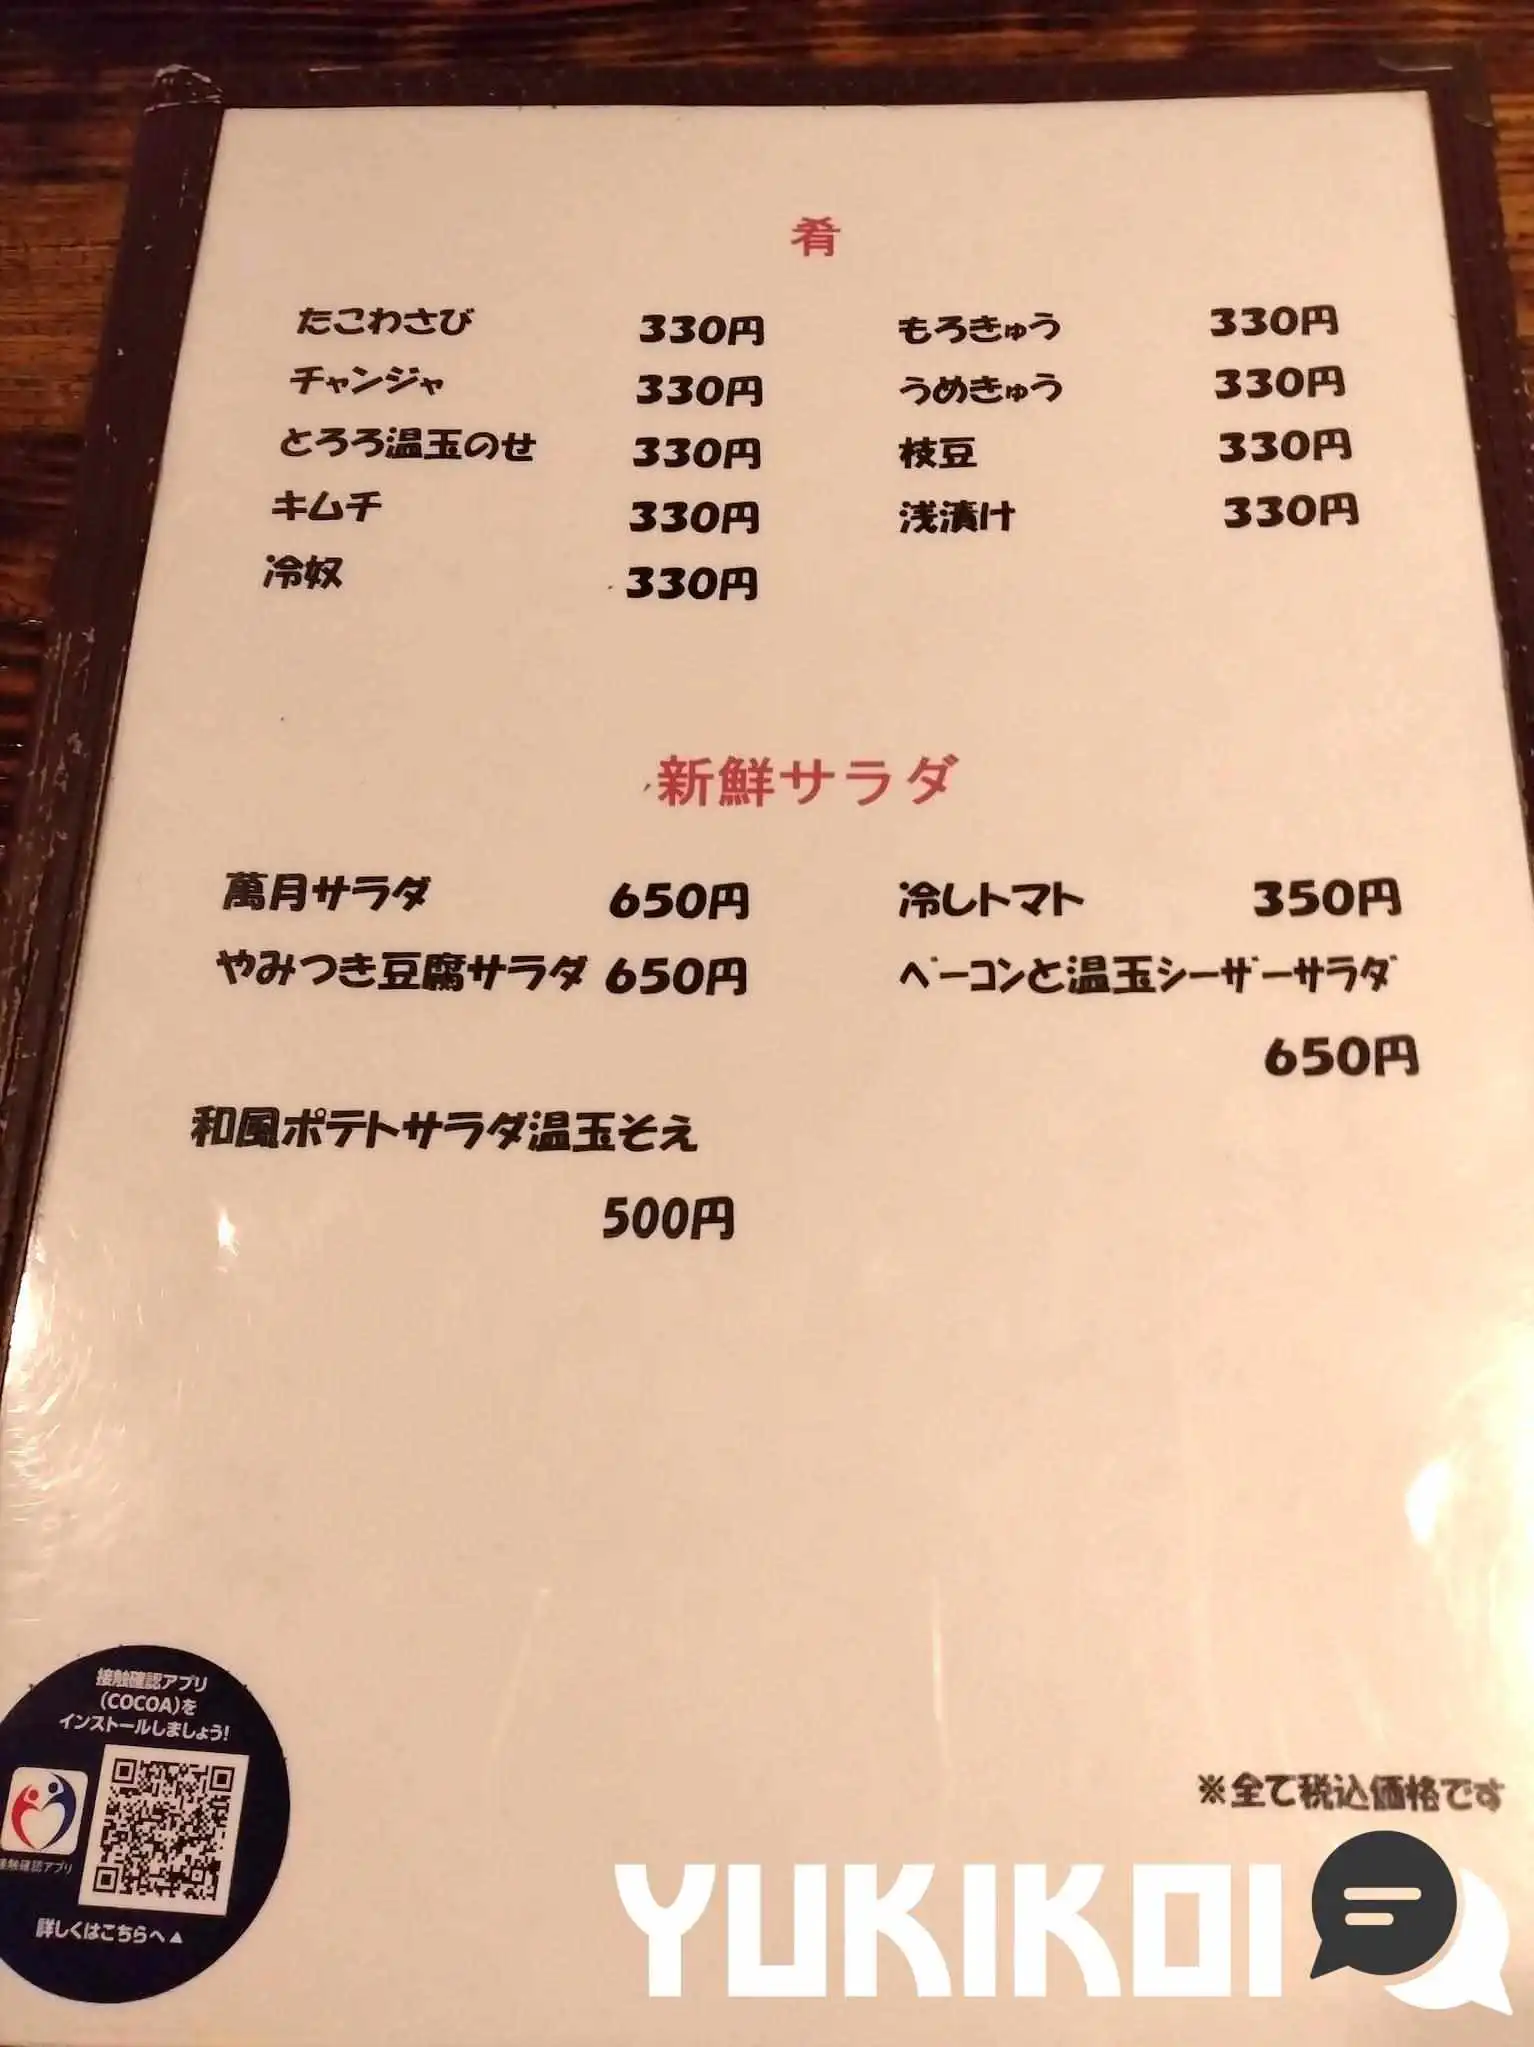 肴
たこわさび 330円
チャンジャ 330円
とろろ温玉のせ 330円
キムチ 330円
冷奴 330円
もろきゅう 330円
うめきゅう 330円
枝豆 330円
浅漬け 330円
新鮮サラダ
萬月サラダ 650円
やみつき豆腐サラダ 650円
和風ポテトサラダ温玉そえ
500円
冷しトマト 350円
ベーコンと温玉シーザーサラダ
650円
接触確認アプリ
(COCOA)を
インストールしましょう!
接触確認アプリ
詳しくはこちらへ▲
※全て税込価格です
YUKIKOI